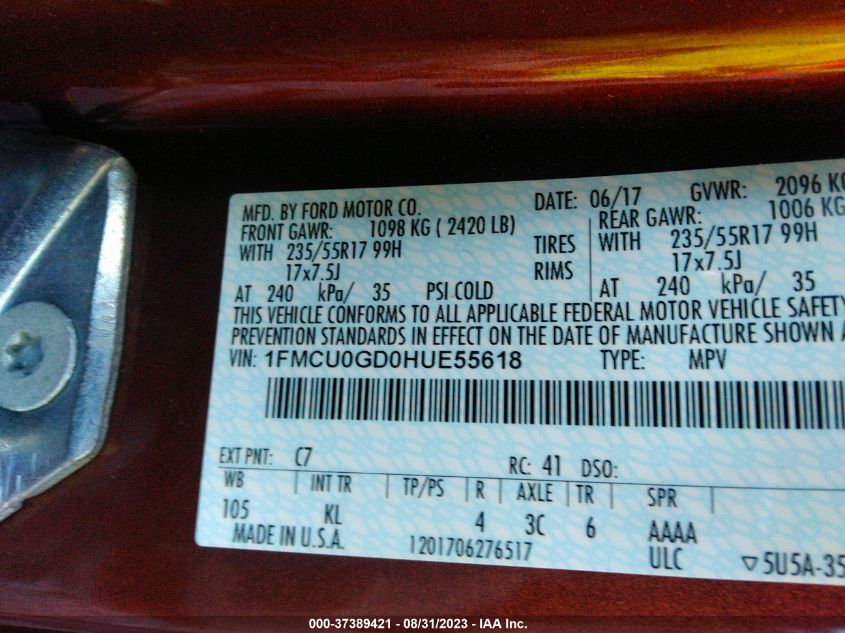 MFD. BY FORD MOTOR CO. DATE: 06/17 GVWR: 2096 KG
FRONT GAWR: 1098 KG ( 2420 LB) REAR GAWR: 1006 KG
WITH 235/55R17 99H TIRES WITH 235/55R17 99H
17x7.5J RIMS 17x7.5J
AT 240 kPa/ 35 PSI COLD AT 240 kPa/ 35
THIS VEHICLE CONFORMS TO ALL APPLICABLE FEDERAL MOTOR VEHICLE SAFETY
PREVENTION STANDARDS IN EFFECT ON THE DATE OF MANUFACTURE SHOWN A
VIN: 1FMCU0GD0HUE55618 TYPE: MPV
EXT PNT: C7 RC: 41 DSO:
WB INT TR TP/PS R AXLE TR SPR
105 KL 4 3C 6 AAAA
MADE IN U.S.A. 1201706276517 ULC ▽5U5A-35
000-37389421 - 08/31/2023 - IAA Inc.